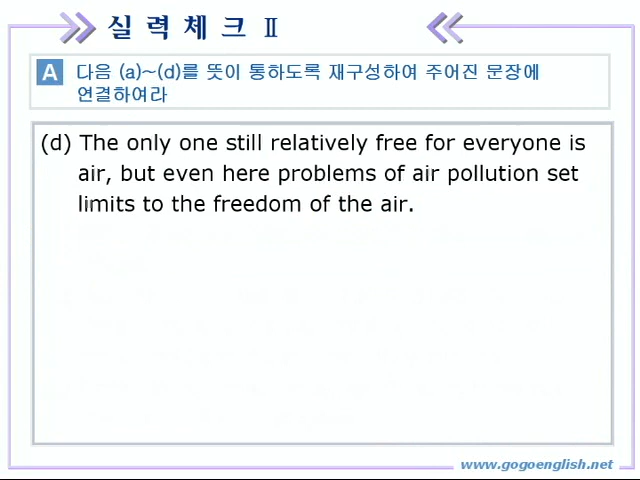 실 력 체 크 Ⅱ
A 다음 (a)~(d)를 뜻이 통하도록 재구성하여 주어진 문장에
연결하여라
(d) The only one still relatively free for everyone is
air, but even here problems of air pollution set
limits to the freedom of the air.
www.gogoenglish.net